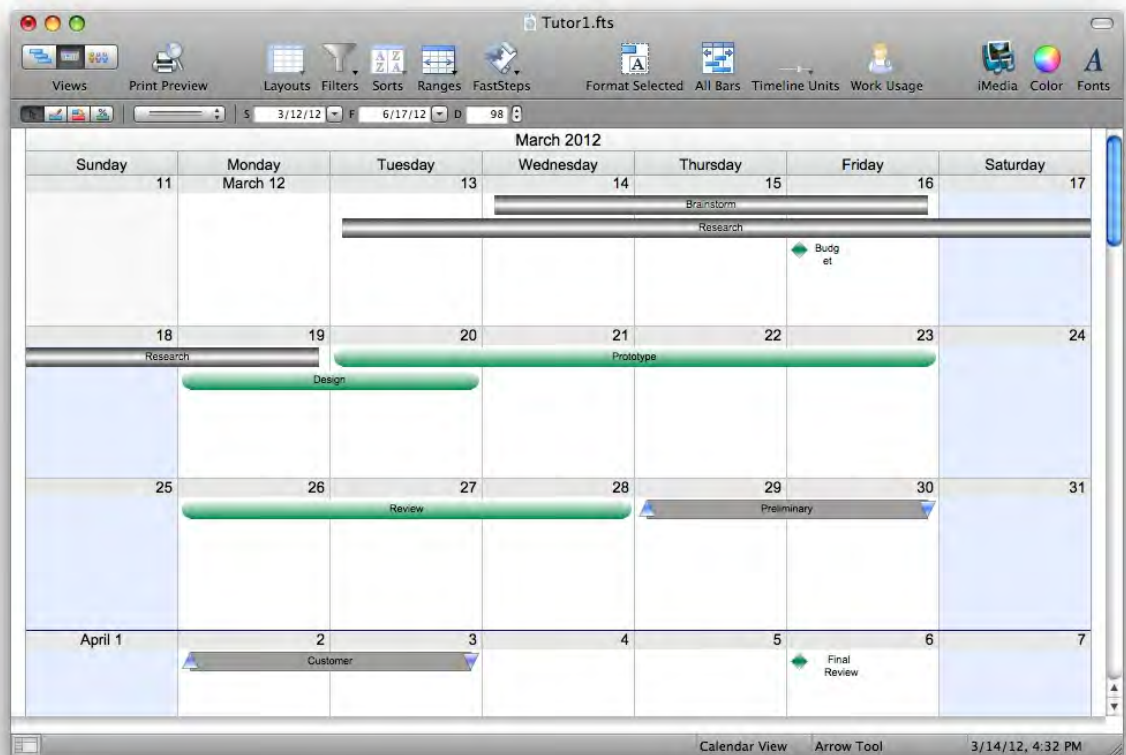 Tutor1.fts
Views Print Preview Layouts Filters Sorts Ranges FastSteps Format Selected All Bars Timeline Units Work Usage iMedia Color Fonts
S 3/12/12 F 6/17/12 D 98
March 2012
Sunday Monday Tuesday Wednesday Thursday Friday Saturday
11 March 12 13 14 15 16 17
Brainstorm
Research
Budg
et
18 19 20 21 22 23 24
Research Prototype
Design
25 26 27 28 29 30 31
Review Preliminary
April 1 2 3 4 5 6 7
Customer Final
Review
Calendar View Arrow Tool 3/14/12, 4:32 PM